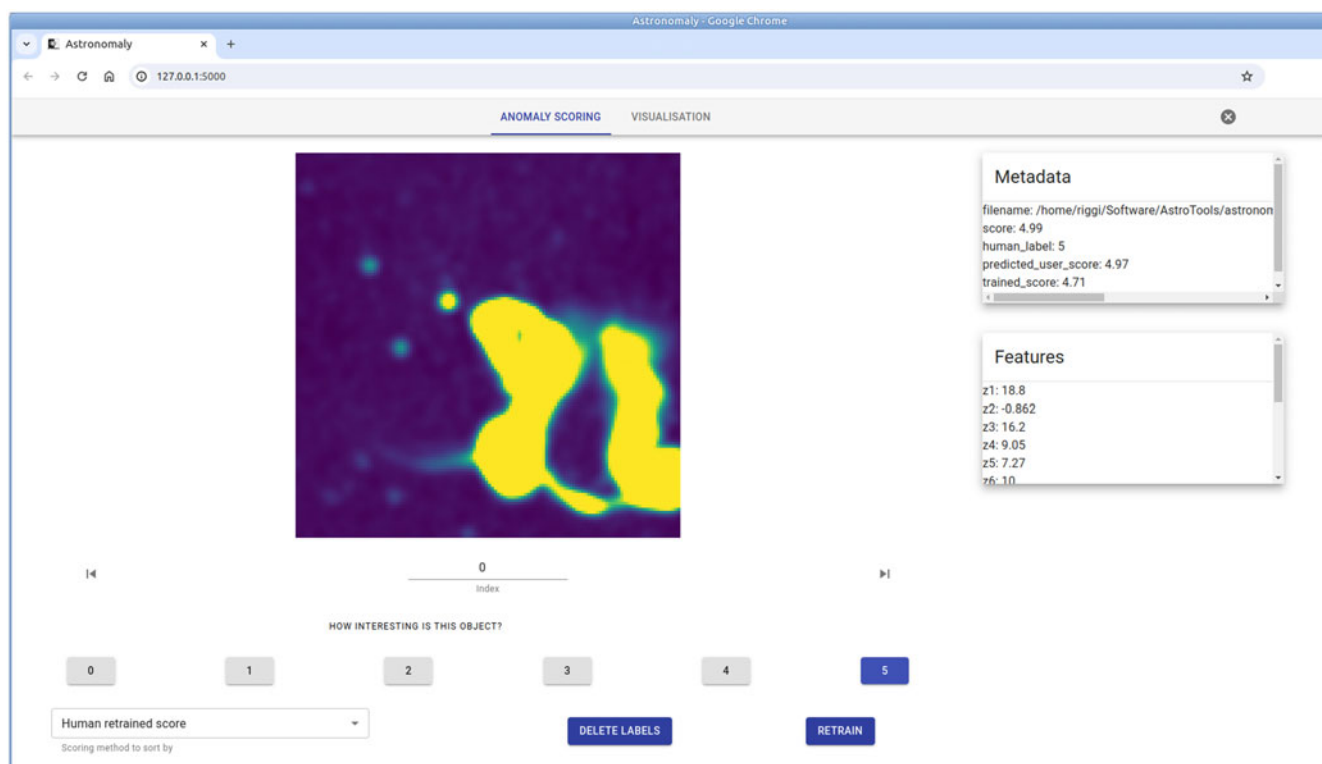 Astronomaly - Google Chrome
Astronomaly
127.0.0.1:5000
ANOMALY SCORING VISUALISATION
Metadata
filename: /home/riggi/Software/AstroTools/astronon
score: 4.99
human_label: 5
predicted_user_score: 4.97
trained_score: 4.71
Features
z1: 18.8
z2: -0.862
z3: 16.2
z4: 9.05
z5: 7.27
z6: 10
0
Index
HOW INTERESTING IS THIS OBJECT?
0 1 2 3 4 5
Human retrained score
Scoring method to sort by
DELETE LABELS
RETRAIN